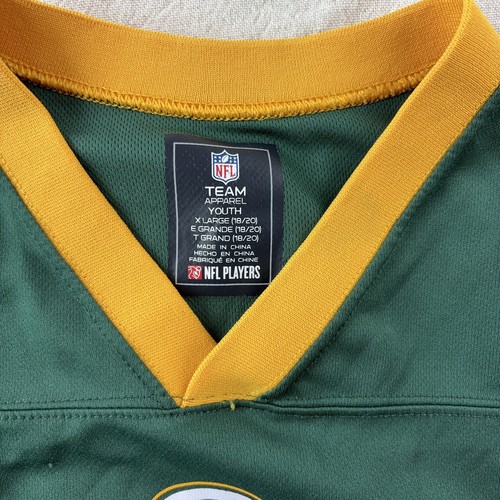 NFL
TEAM
APPAREL
YOUTH
X LARGE (18/20)
E GRANDE (18/20)
T GRAND (18/20)
MADE IN CHINA
HECHO EN CHINA
FABRIQUÉ EN CHINE
NFL PLAYERS